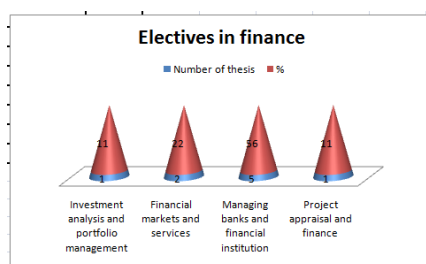 Electives in finance
Number of thesis %
11 22 56 11
1 2 5 1
Investment analysis and portfolio management
Financial markets and services
Managing banks and financial institution
Project appraisal and finance